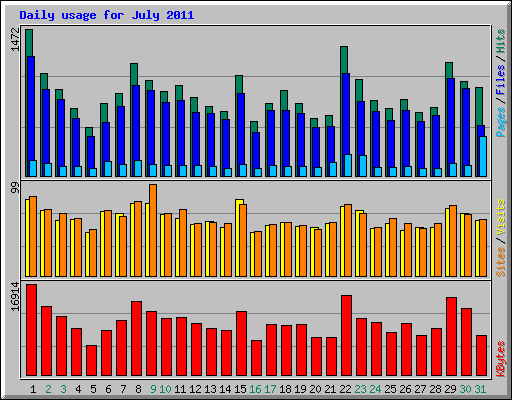 Daily usage for July 2011
1472
Pages / Files / Hits
99
Sites / Visits
16914
KBytes
1 2 3 4 5 6 7 8 9 10 11 12 13 14 15 16 17 18 19 20 21 22 23 24 25 26 27 28 29 30 31